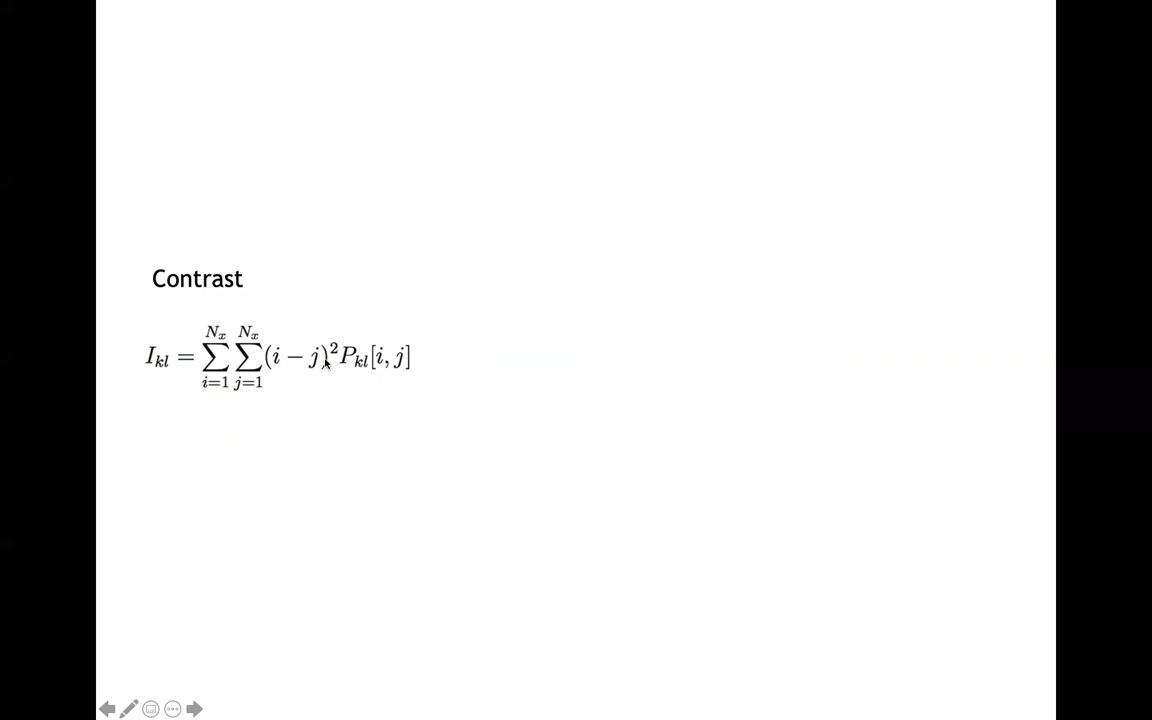 Contrast
$I_{kl} = \sum_{i=1}^{N_x} \sum_{j=1}^{N_x} (i-j)^2 P_{kl}[i,j]$